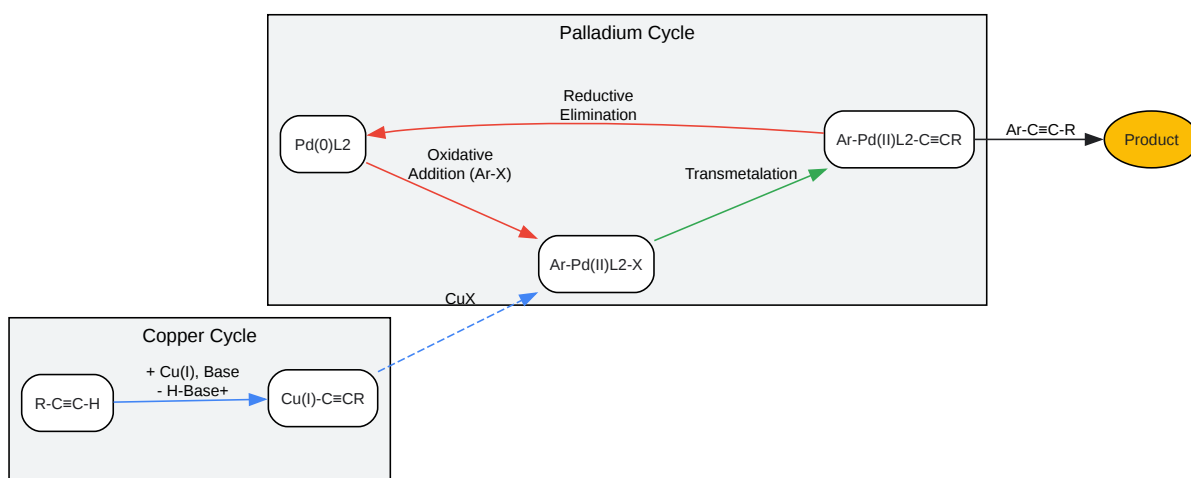 Palladium Cycle
Reductive
Elimination
Pd(0)L2
Ar-Pd(II)L2-C≡CR
Ar-C≡C-R
Product
Oxidative
Addition (Ar-X)
Transmetalation
Ar-Pd(II)L2-X
CuX
Copper Cycle
+ Cu(I), Base
- H-Base+
R-C≡C-H
Cu(I)-C≡CR